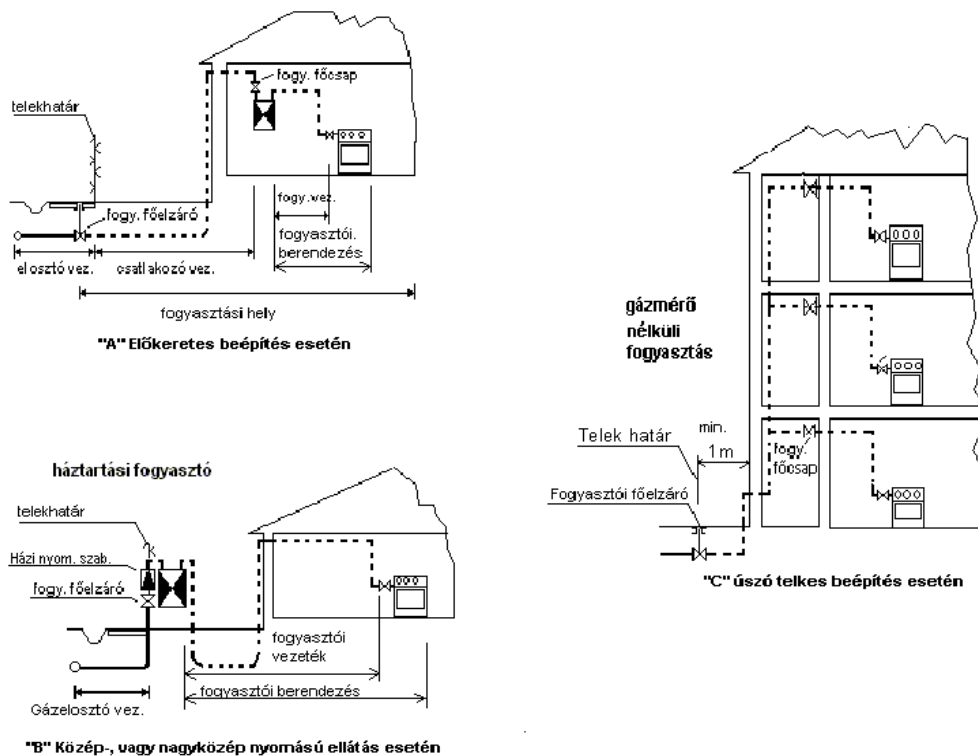 fogy. főcsap
telekhatár
fogy. főelzáró
fogy.vez.
fogyasztói.
berendezés
elosztó vez.
csatlakozó vez.
fogyasztási hely
"A" Előkeretes beépítés esetén
háztartási fogyasztó
telekhatár
Házi nyom. szab.
fogy. főelzáró
fogyasztói
vezeték
fogyasztói berendezés
Gázelosztó vez.
"B" Közép-, vagy nagyközép nyomású ellátás esetén
gázmérő
nélküli
fogyasztás
Telek határ
min.
1 m
fogy.
főcsap
Fogyasztói főelzáró
"C" úszó telkes beépítés esetén